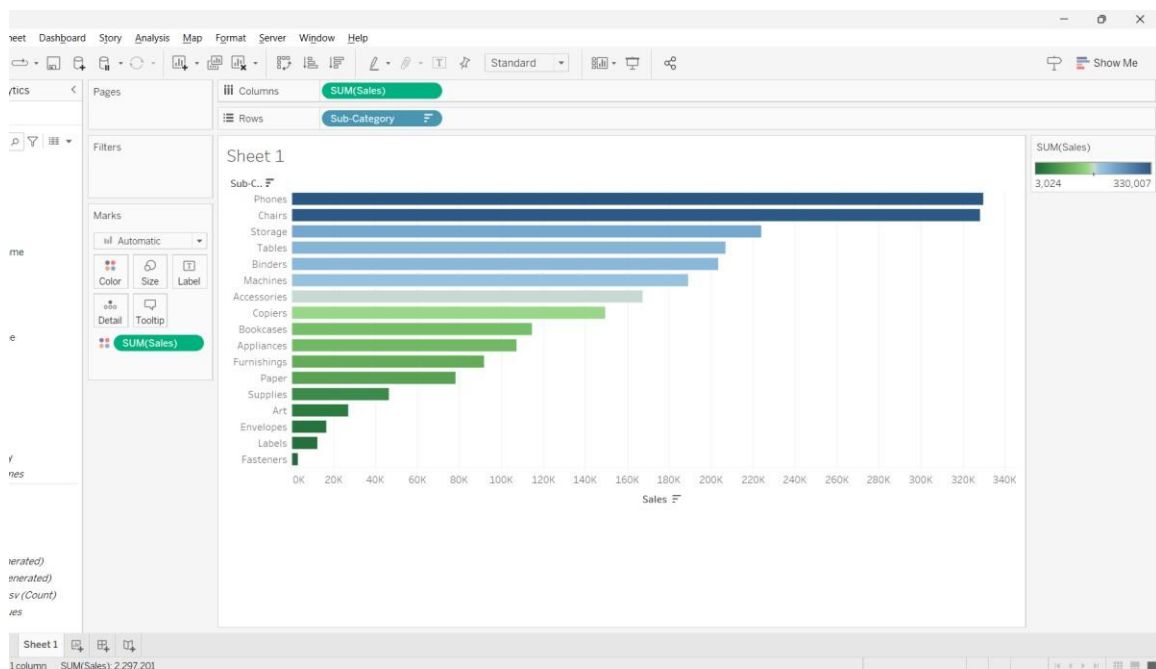 heet Dashboard Story Analysis Map Format Server Window Help
Standard
Show Me
ytics
Pages
Columns SUM(Sales)
Rows Sub-Category
Filters
Sheet 1
SUM(Sales)
3,024 330,007
Sub-C..
Phones
Chairs
Storage
Tables
Binders
Machines
Accessories
Copiers
Bookcases
Appliances
Furnishings
Paper
Supplies
Art
Envelopes
Labels
Fasteners
0K 20K 40K 60K 80K 100K 120K 140K 160K 180K 200K 220K 240K 260K 280K 300K 320K 340K
Sales
Marks
Automatic
Color Size Label
T
Detail Tooltip
SUM(Sales)
me
e
y
nes
nerated)
enerated)
sv (Count)
ues
Sheet 1
1 column SUM(Sales): 2,297,201